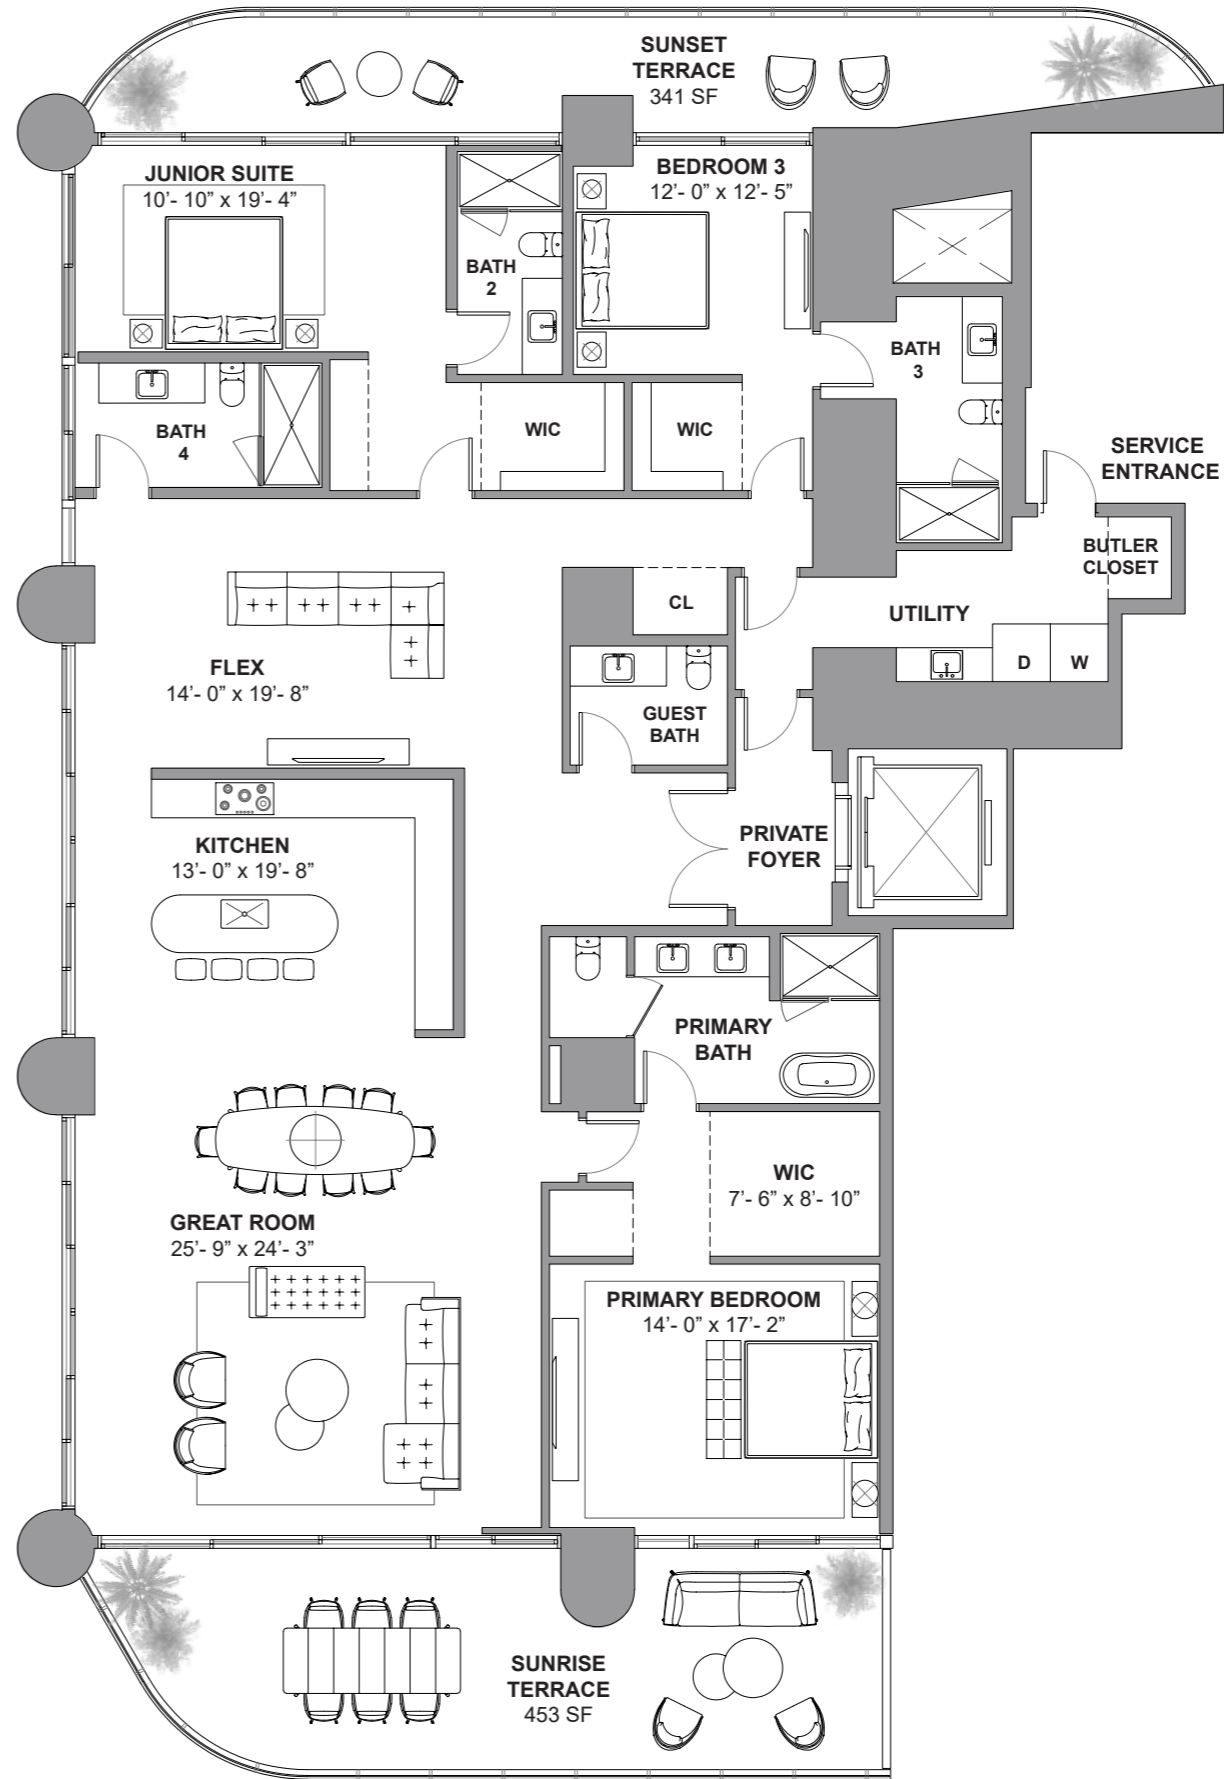 SUNSET
TERRACE
341 SF
JUNIOR SUITE
10’- 10” x 19’- 4”
BEDROOM 3
12’- 0” x 12’- 5”
BATH
2
BATH
3
BATH
4
WIC
WIC
SERVICE
ENTRANCE
BUTLER
CLOSET
CL
UTILITY
D
W
FLEX
14’- 0” x 19’- 8”
GUEST
BATH
KITCHEN
13’- 0” x 19’- 8”
PRIVATE
FOYER
PRIMARY
BATH
WIC
7’- 6” x 8’- 10”
GREAT ROOM
25’- 9” x 24’- 3”
PRIMARY BEDROOM
14’- 0” x 17’- 2”
SUNRISE
TERRACE
453 SF